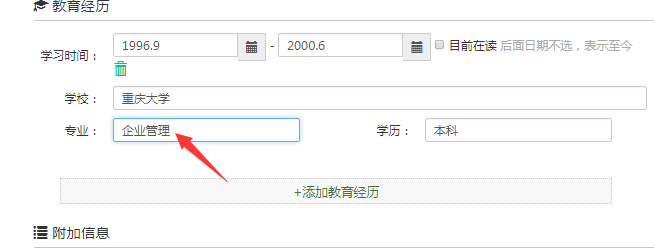 教育经历
学习时间： 1996.9 - 2000.6 目前在读 后面日期不选，表示至今
学校： 重庆大学
专业： 企业管理 学历： 本科
+添加教育经历
附加信息